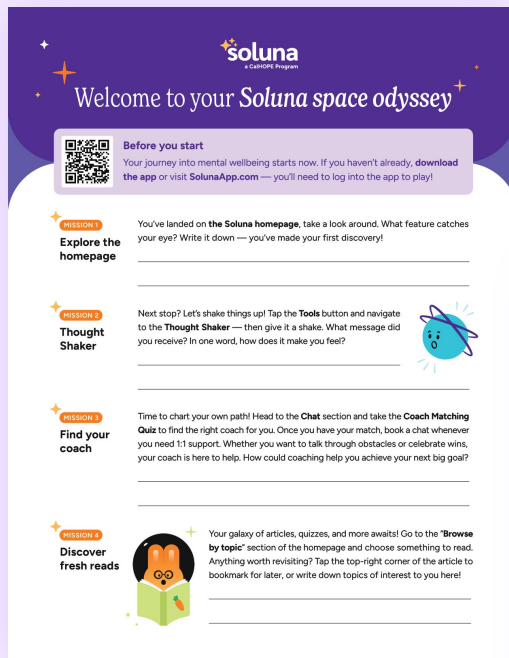 soluna
a CalHOPE Program
Welcome to your Soluna space odyssey
Before you start
Your journey into mental wellbeing starts now. If you haven't already, download
the app or visit SolunaApp.com — you'll need to log into the app to play!
MISSION 1
Explore the
homepage
You've landed on the Soluna homepage, take a look around. What feature catches
your eye? Write it down — you've made your first discovery!
MISSION 2
Thought
Shaker
Next stop? Let's shake things up! Tap the Tools button and navigate
to the Thought Shaker — then give it a shake. What message did
you receive? In one word, how does it make you feel?
MISSION 3
Find your
coach
Time to chart your own path! Head to the Chat section and take the Coach Matching
Quiz to find the right coach for you. Once you have your match, book a chat whenever
you need 1:1 support. Whether you want to talk through obstacles or celebrate wins,
your coach is here to help. How could coaching help you achieve your next big goal?
MISSION 4
Discover
fresh reads
Your galaxy of articles, quizzes, and more awaits! Go to the "Browse
by topic" section of the homepage and choose something to read.
Anything worth revisiting? Tap the top-right corner of the article to
bookmark for later, or write down topics of interest to you here!